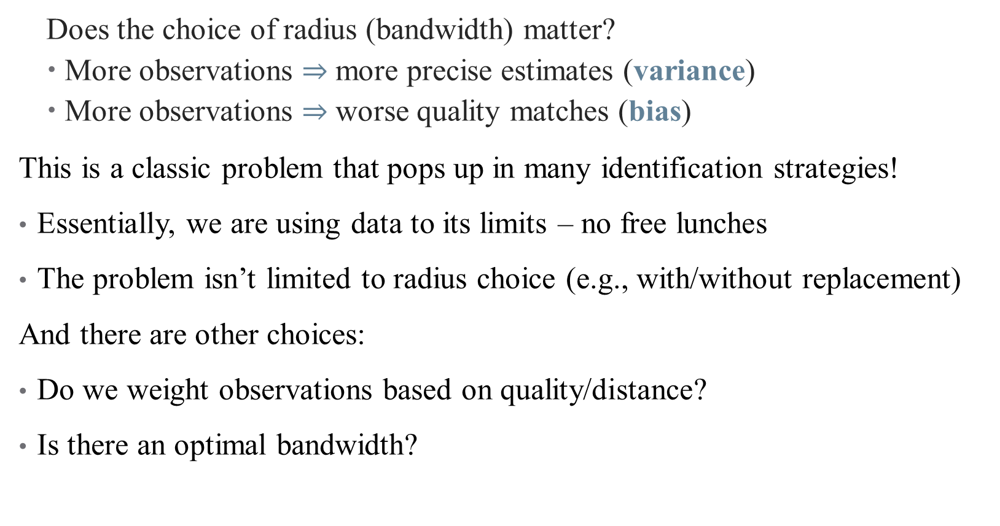 Does the choice of radius (bandwidth) matter?
• More observations ⇒ more precise estimates (variance)
• More observations ⇒ worse quality matches (bias)
This is a classic problem that pops up in many identification strategies!
• Essentially, we are using data to its limits – no free lunches
• The problem isn’t limited to radius choice (e.g., with/without replacement)
And there are other choices:
• Do we weight observations based on quality/distance?
• Is there an optimal bandwidth?